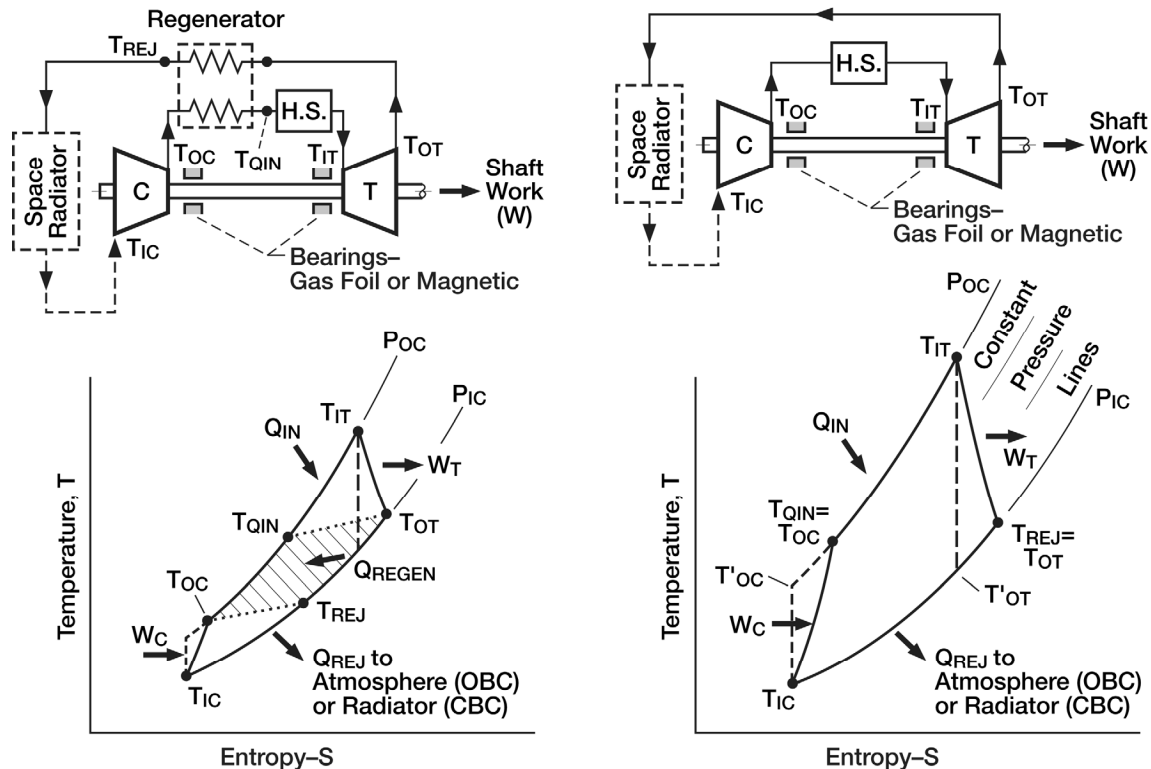 Regenerator
TREJ
H.S.
TOC
TQIN
TIT
TOT
Space
Radiator
C
T
Shaft
Work
(W)
TIC
Bearings–
Gas Foil or Magnetic
H.S.
TOC
TIT
TOT
Space
Radiator
C
T
Shaft
Work
(W)
TIC
Bearings–
Gas Foil or Magnetic
POC
PIC
TIT
QIN
WT
TQIN
TOT
QREGEN
TOC
TREJ
WC
TIC
QREJ to
Atmosphere (OBC)
or Radiator (CBC)
Temperature, T
Entropy–S
POC
Constant
Pressure
Lines
PIC
TIT
QIN
WT
TQIN=
TOC
TREJ=
TOT
T'OC
T'OT
WC
TIC
QREJ to
Atmosphere (OBC)
or Radiator (CBC)
Temperature, T
Entropy–S